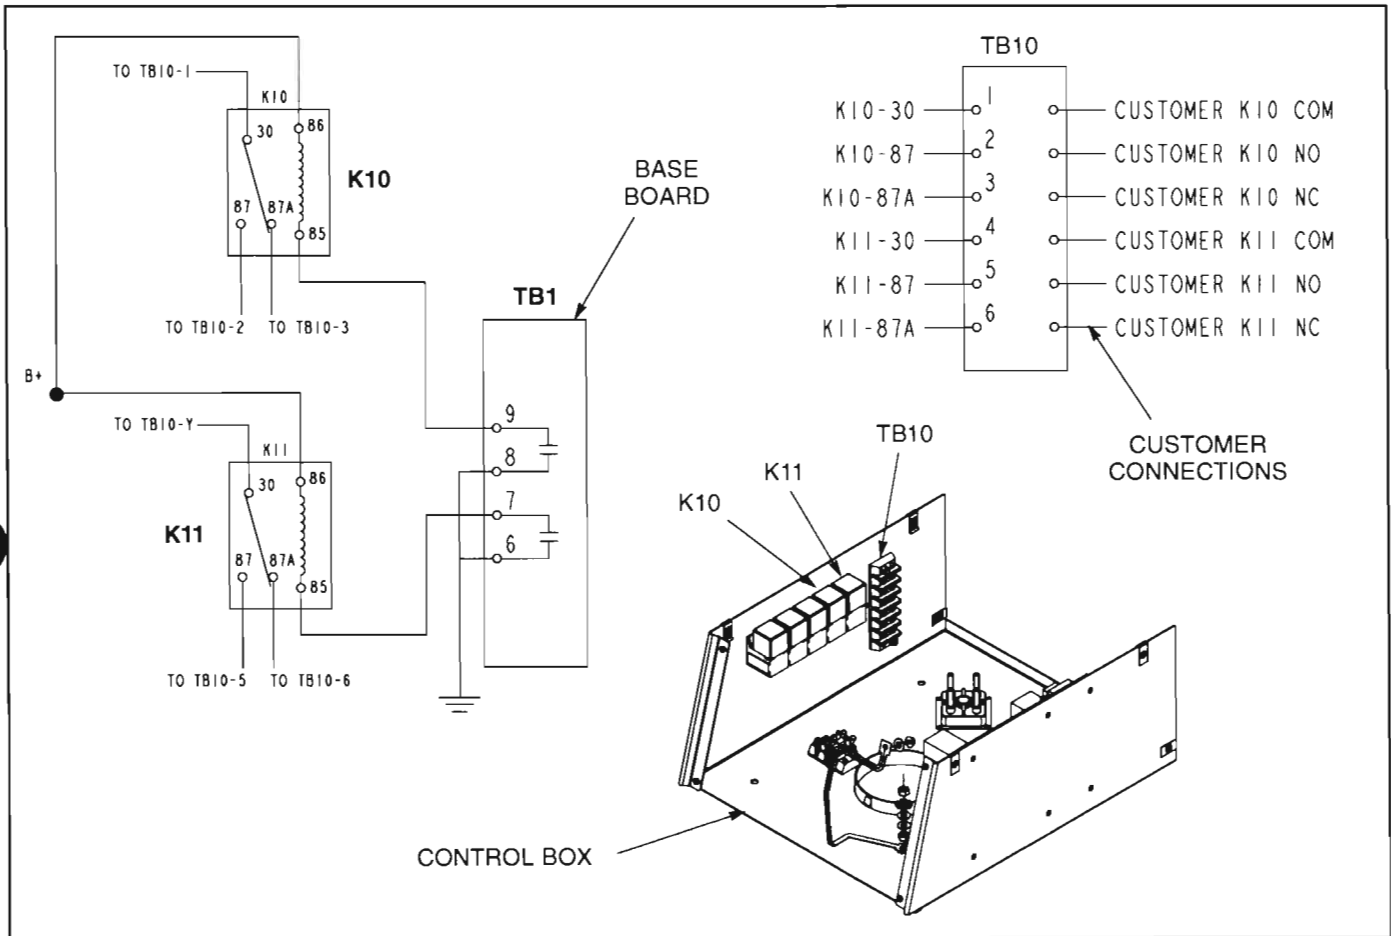 TO TB10-1
K10
30
86
K10
87
87A
85
TO TB10-2
TO TB10-3
B+
TO TB10-Y
K11
30
86
K11
87
87A
85
TO TB10-5
TO TB10-6
BASE
BOARD
TB1
9
8
7
6
TB10
K10-30
1
CUSTOMER K10 COM
K10-87
2
CUSTOMER K10 NO
K10-87A
3
CUSTOMER K10 NC
K11-30
4
CUSTOMER K11 COM
K11-87
5
CUSTOMER K11 NO
K11-87A
6
CUSTOMER K11 NC
CUSTOMER
CONNECTIONS
TB10
K11
K10
CONTROL BOX